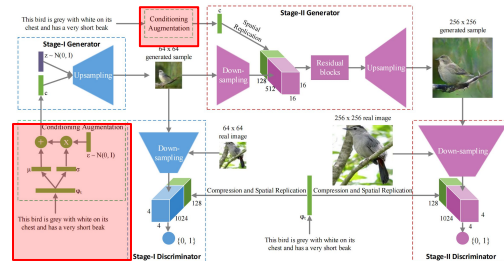 This bird is grey with white on its
chest and has a very short beak
Conditioning
Augmentation
c
Spatial
Replication
Stage-II Generator
Stage-I Generator
z ~ N(0, I)
c
Upsampling
64 x 64
generated sample
Down-
sampling
128
512
16
16
Residual
blocks
Upsampling
256 x 256
generated sample
Conditioning Augmentation
+
x
ε ~ N(0, I)
μ
σ
φt
This bird is grey with white on its
chest and has a very short beak
64 x 64
real image
Down-
sampling
256 x 256 real image
Down-sampling
Compression and Spatial Replication
Compression and Spatial Replication
128
4
4
1024
{0, 1}
φt
This bird is grey with white on its
chest and has a very short beak
128
4
4
1024
{0, 1}
Stage-I Discriminator
Stage-II Discriminator